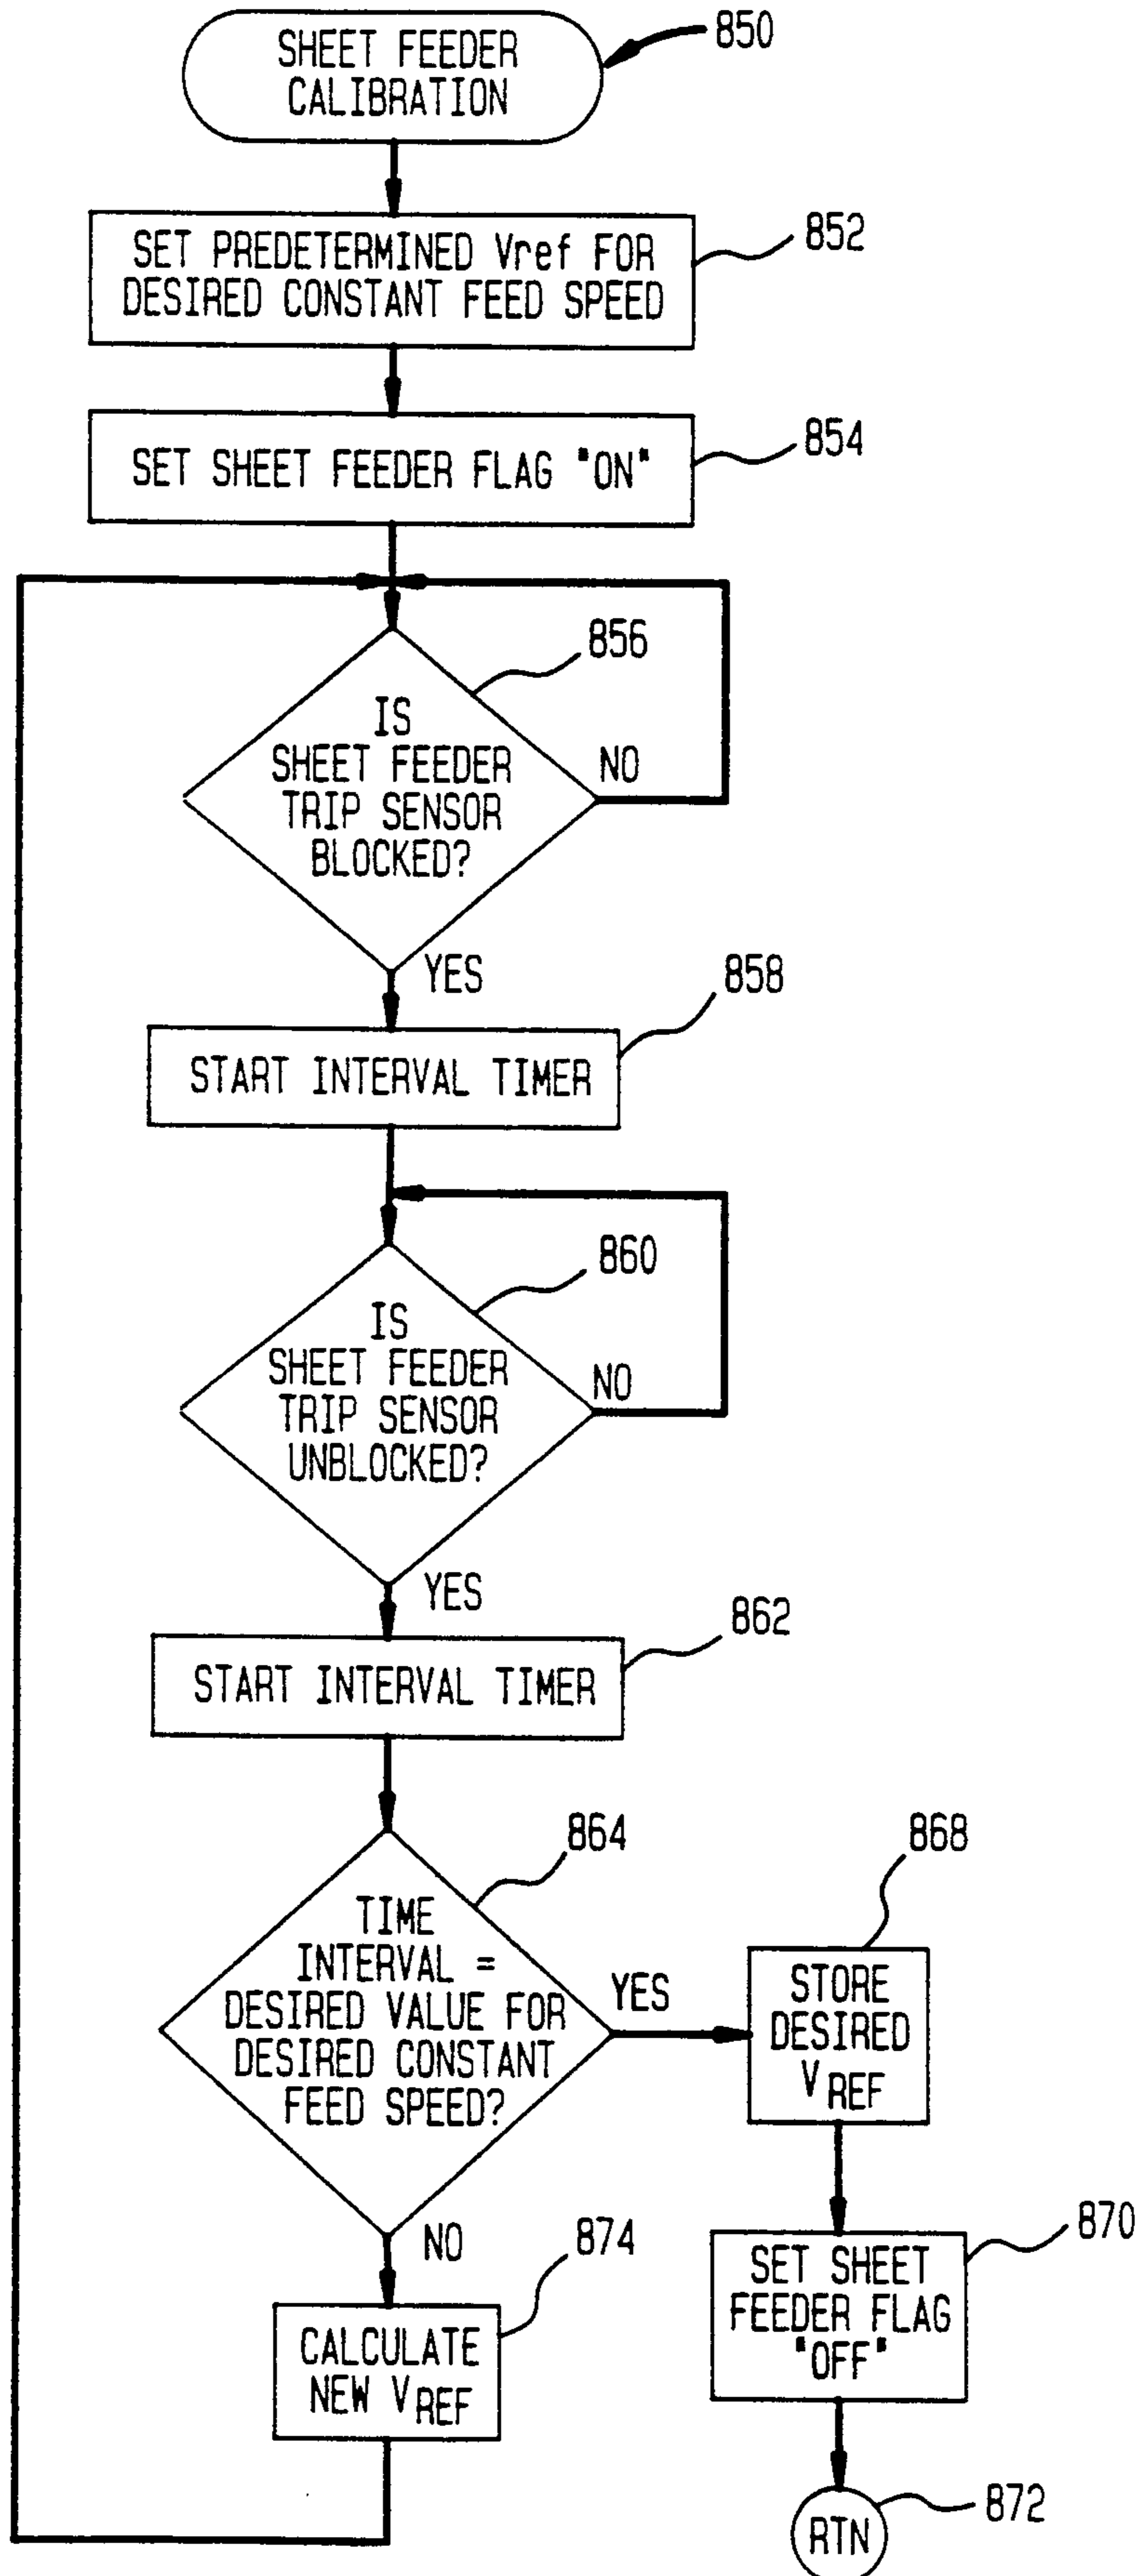 SHEET FEEDER
CALIBRATION
850
SET PREDETERMINED Vref FOR
DESIRED CONSTANT FEED SPEED
852
SET SHEET FEEDER FLAG "ON"
854
856
IS
SHEET FEEDER
TRIP SENSOR
BLOCKED?
NO
YES
858
START INTERVAL TIMER
860
IS
SHEET FEEDER
TRIP SENSOR
UNBLOCKED?
NO
YES
862
START INTERVAL TIMER
864
TIME
INTERVAL =
DESIRED VALUE FOR
DESIRED CONSTANT
FEED SPEED?
YES
868
STORE
DESIRED
VREF
NO
874
CALCULATE
NEW VREF
870
SET SHEET
FEEDER FLAG
"OFF"
872
RTN